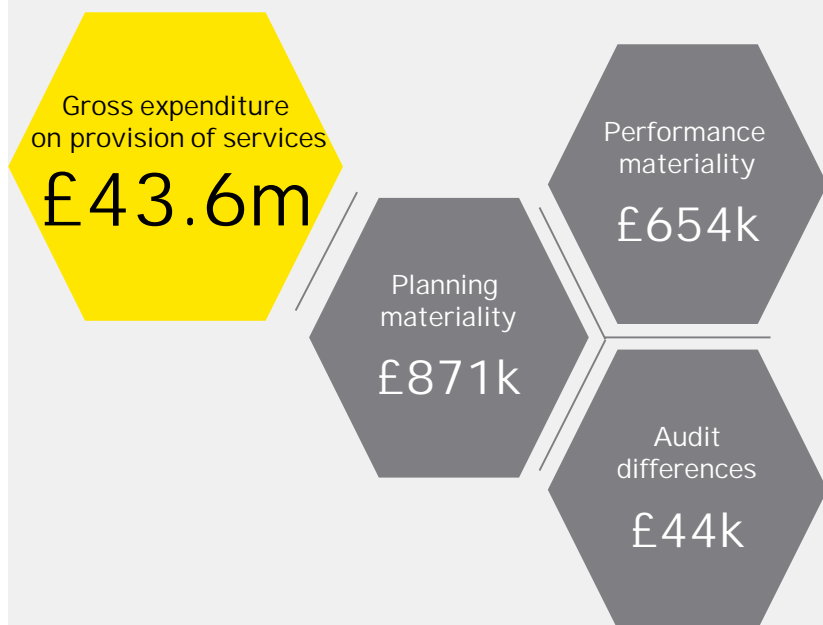 Gross expenditure
on provision of services
£43.6m
Performance
materiality
£654k
Planning
materiality
£871k
Audit
differences
£44k